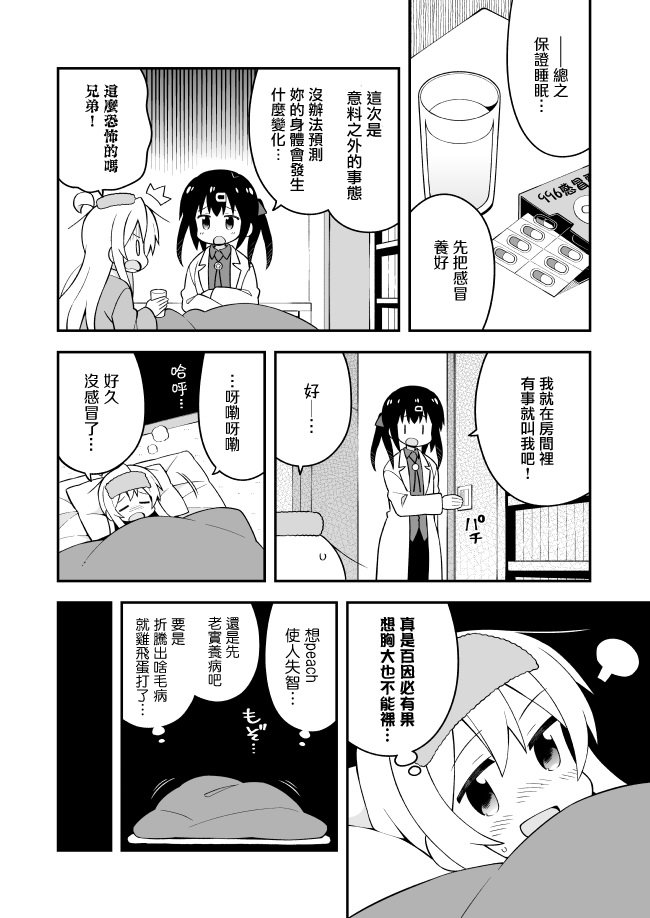 ——總之
保證睡眠…
先把感冒
養好
這次是
意料之外的事態
沒辦法預測
妳的身體會發生
什麼變化…
這麼恐怖的嗎
兄弟！
我就在房間裡
有事就叫我吧！
パチ
好——…
…呀嘞呀嘞
哈呼…
好久
沒感冒了…
真是百因必有果
想胸大也不能裸…
想peach
使人失智…
還是先
老實養病吧
要是
折騰出啥毛病
就雞飛蛋打了…
もぞ…